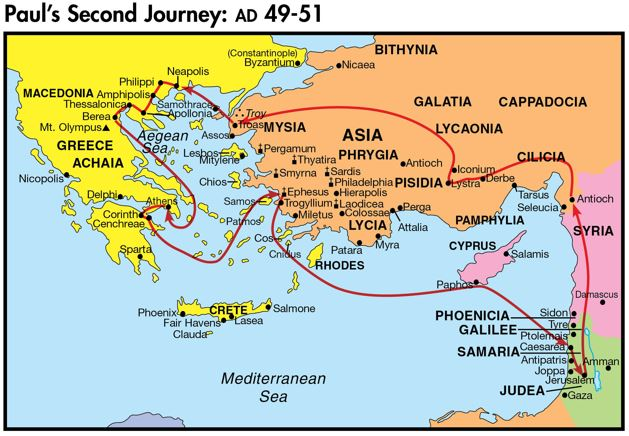 Paul's Second Journey: AD 49-51
BITHYNIA
(Constantinople)
Byzantium
Nicaea
Neapolis
Philippi
MACEDONIA
Amphipolis
Thessalonica
Samothrace
Apollonia
Berea
Mt. Olympus
Troy
Troas
MYSIA
GALATIA
CAPPADOCIA
LYCAONIA
ASIA
Aegean
Sea
Assos
GREECE
ACHAIA
Lesbos
Mitylene
Pergamum
Thyatira
PHRYGIA
Antioch
CILICIA
Iconium
Nicopolis
Chios
Smyrna
Sardis
Philadelphia
PISIDIA
Lystra
Derbe
Delphi
Athens
Samos
Ephesus
Hierapolis
Tarsus
Antioch
Trogyllium
Laodicea
Seleucia
Corinth
Cenchreae
Patmos
Miletus
Colossae
Perga
LYCIA
Attalia
PAMPHYLIA
SYRIA
Sparta
Cos
Cnidus
Patara
Myra
CYPRUS
Salamis
RHODES
Paphos
Damascus
Phoenix
CRETE
Salmone
Fair Havens
Lasea
Clauda
PHOENICIA
Sidon
GALILEE
Tyre
Ptolemais
SAMARIA
Caesarea
Antipatris
Amman
Joppa
Jerusalem
JUDEA
Gaza
Mediterranean
Sea